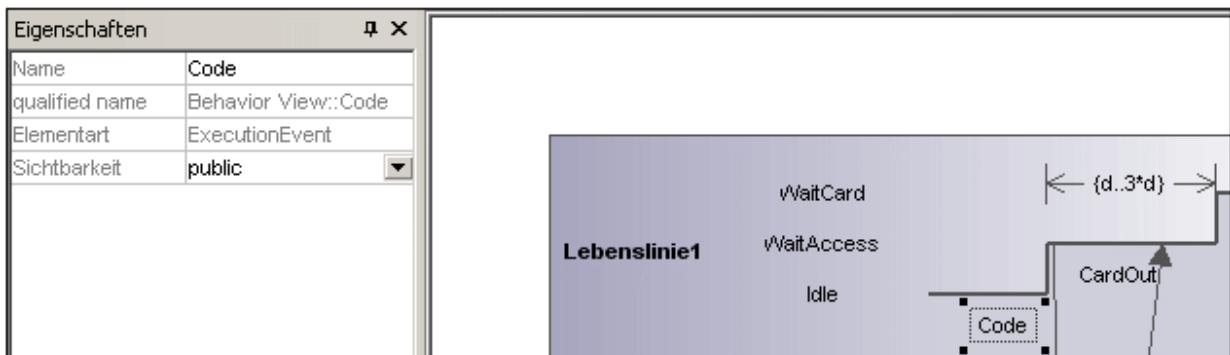 Eigenschaften
Name Code
qualified name Behavior View::Code
Elementart ExecutionEvent
Sichtbarkeit public
{d..3*d}
WaitCard
Lebenslinie1
WaitAccess
CardOut
Idle
Code